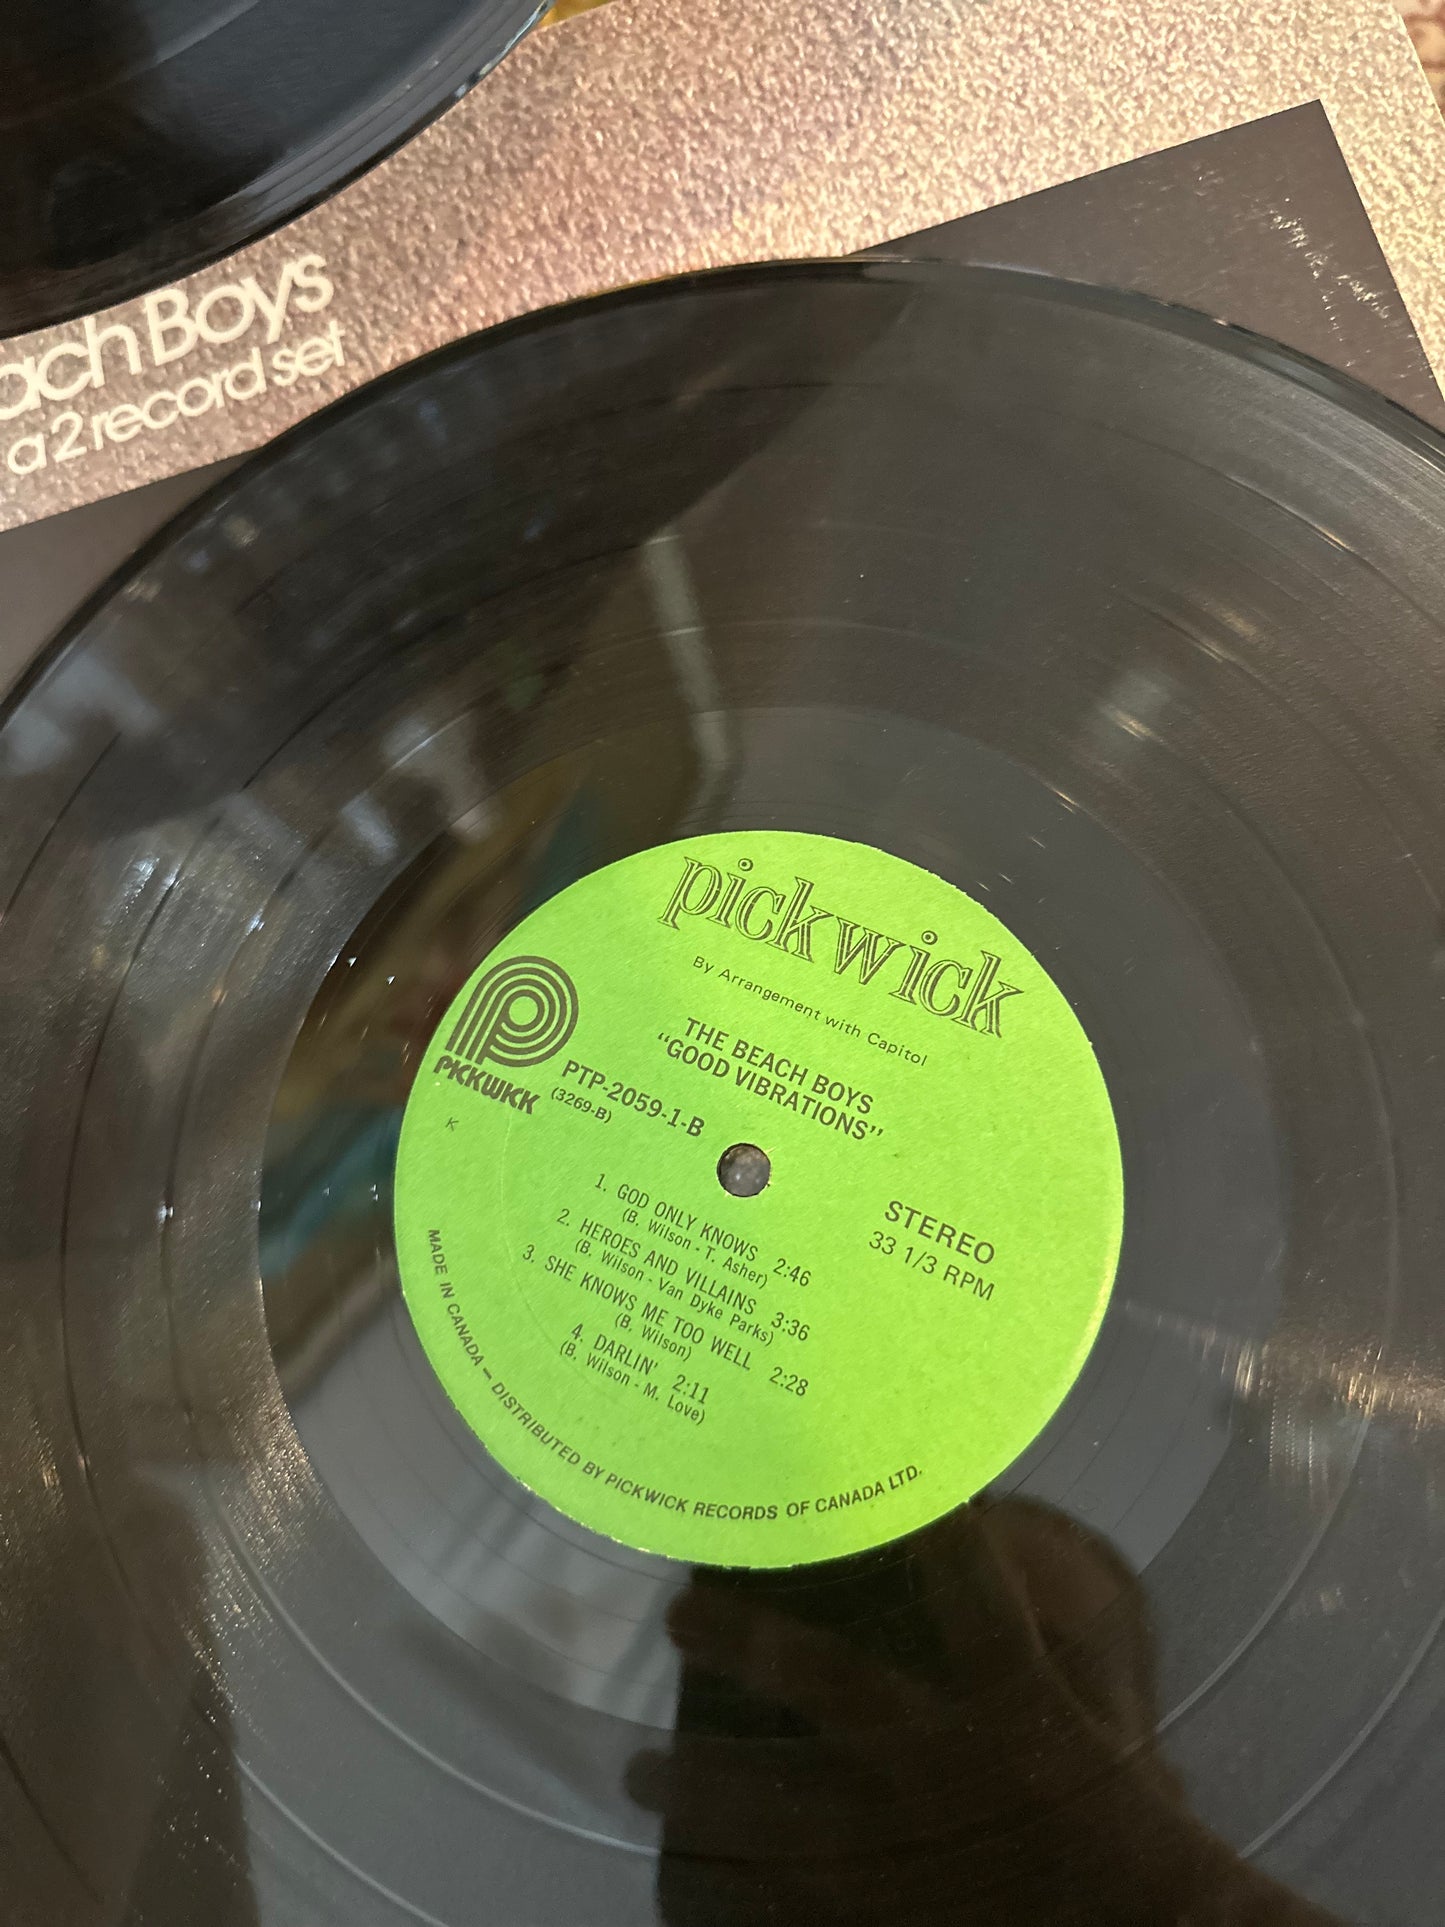 ach Boys
a 2 record set
pickwick
By Arrangement with Capitol
THE BEACH BOYS
“GOOD VIBRATIONS”
PICKWICK
PTP-2059-1-B
(3269-B)
K
STEREO
33 1/3 RPM
1. GOD ONLY KNOWS 2:46
(B. Wilson - T. Asher)
2. HEROES AND VILLAINS 3:36
(B. Wilson - Van Dyke Parks)
3. SHE KNOWS ME TOO WELL 2:28
(B. Wilson)
4. DARLIN' 2:11
(B. Wilson - M. Love)
MADE IN CANADA — DISTRIBUTED BY PICKWICK RECORDS OF CANADA LTD.